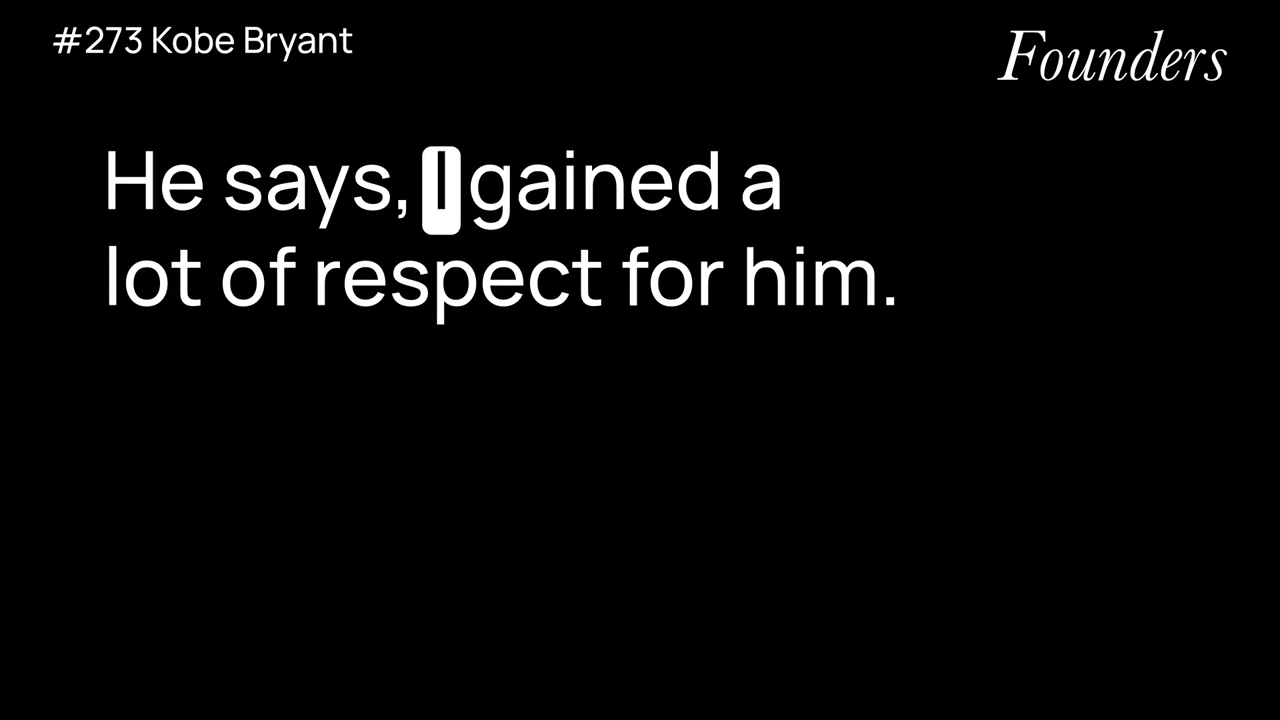 #273 Kobe Bryant
Founders
He says, I gained a
lot of respect for him.